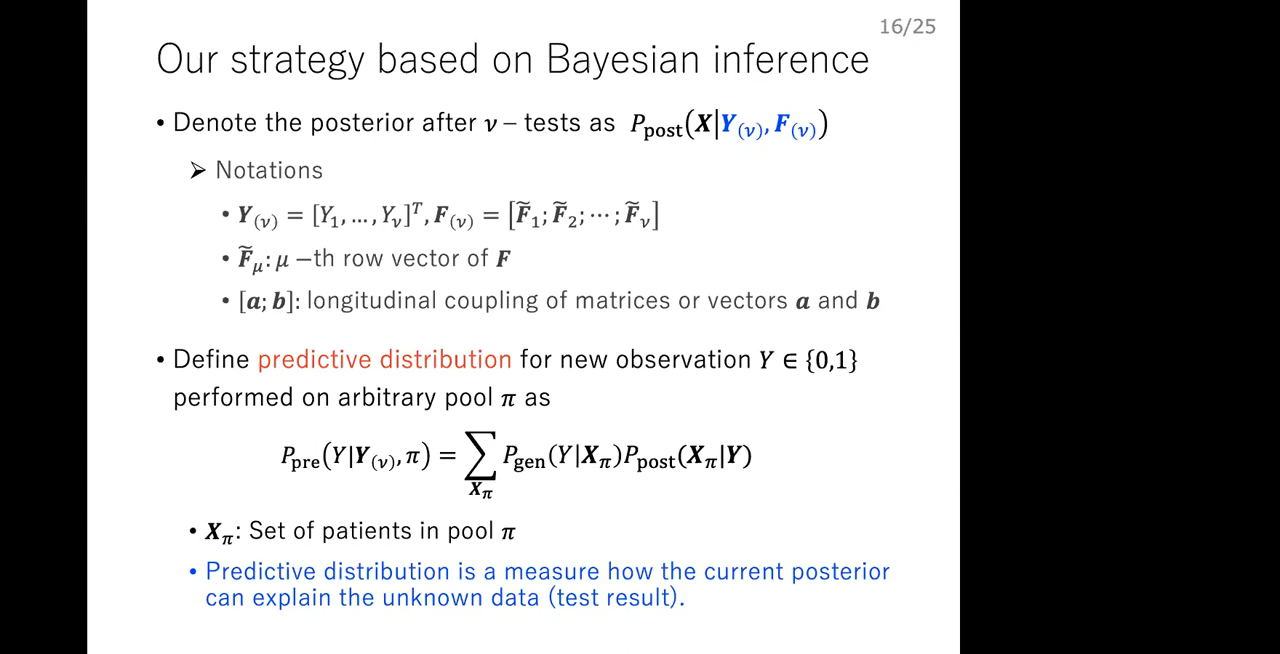 16/25
Our strategy based on Bayesian inference
• Denote the posterior after ν – tests as P_post(X|Y_(ν), F_(ν))
➢ Notations
• Y_(ν) = [Y_1, …, Y_ν]^T, F_(ν) = [F̃_1; F̃_2; ⋯ ; F̃_ν]
• F̃_μ: μ −th row vector of F
• [a; b]: longitudinal coupling of matrices or vectors a and b
• Define predictive distribution for new observation Y ∈ {0,1}
performed on arbitrary pool π as
P_pre(Y|Y_(ν), π) = ∑_{X_π} P_gen(Y|X_π)P_post(X_π|Y)
• X_π: Set of patients in pool π
• Predictive distribution is a measure how the current posterior
can explain the unknown data (test result).